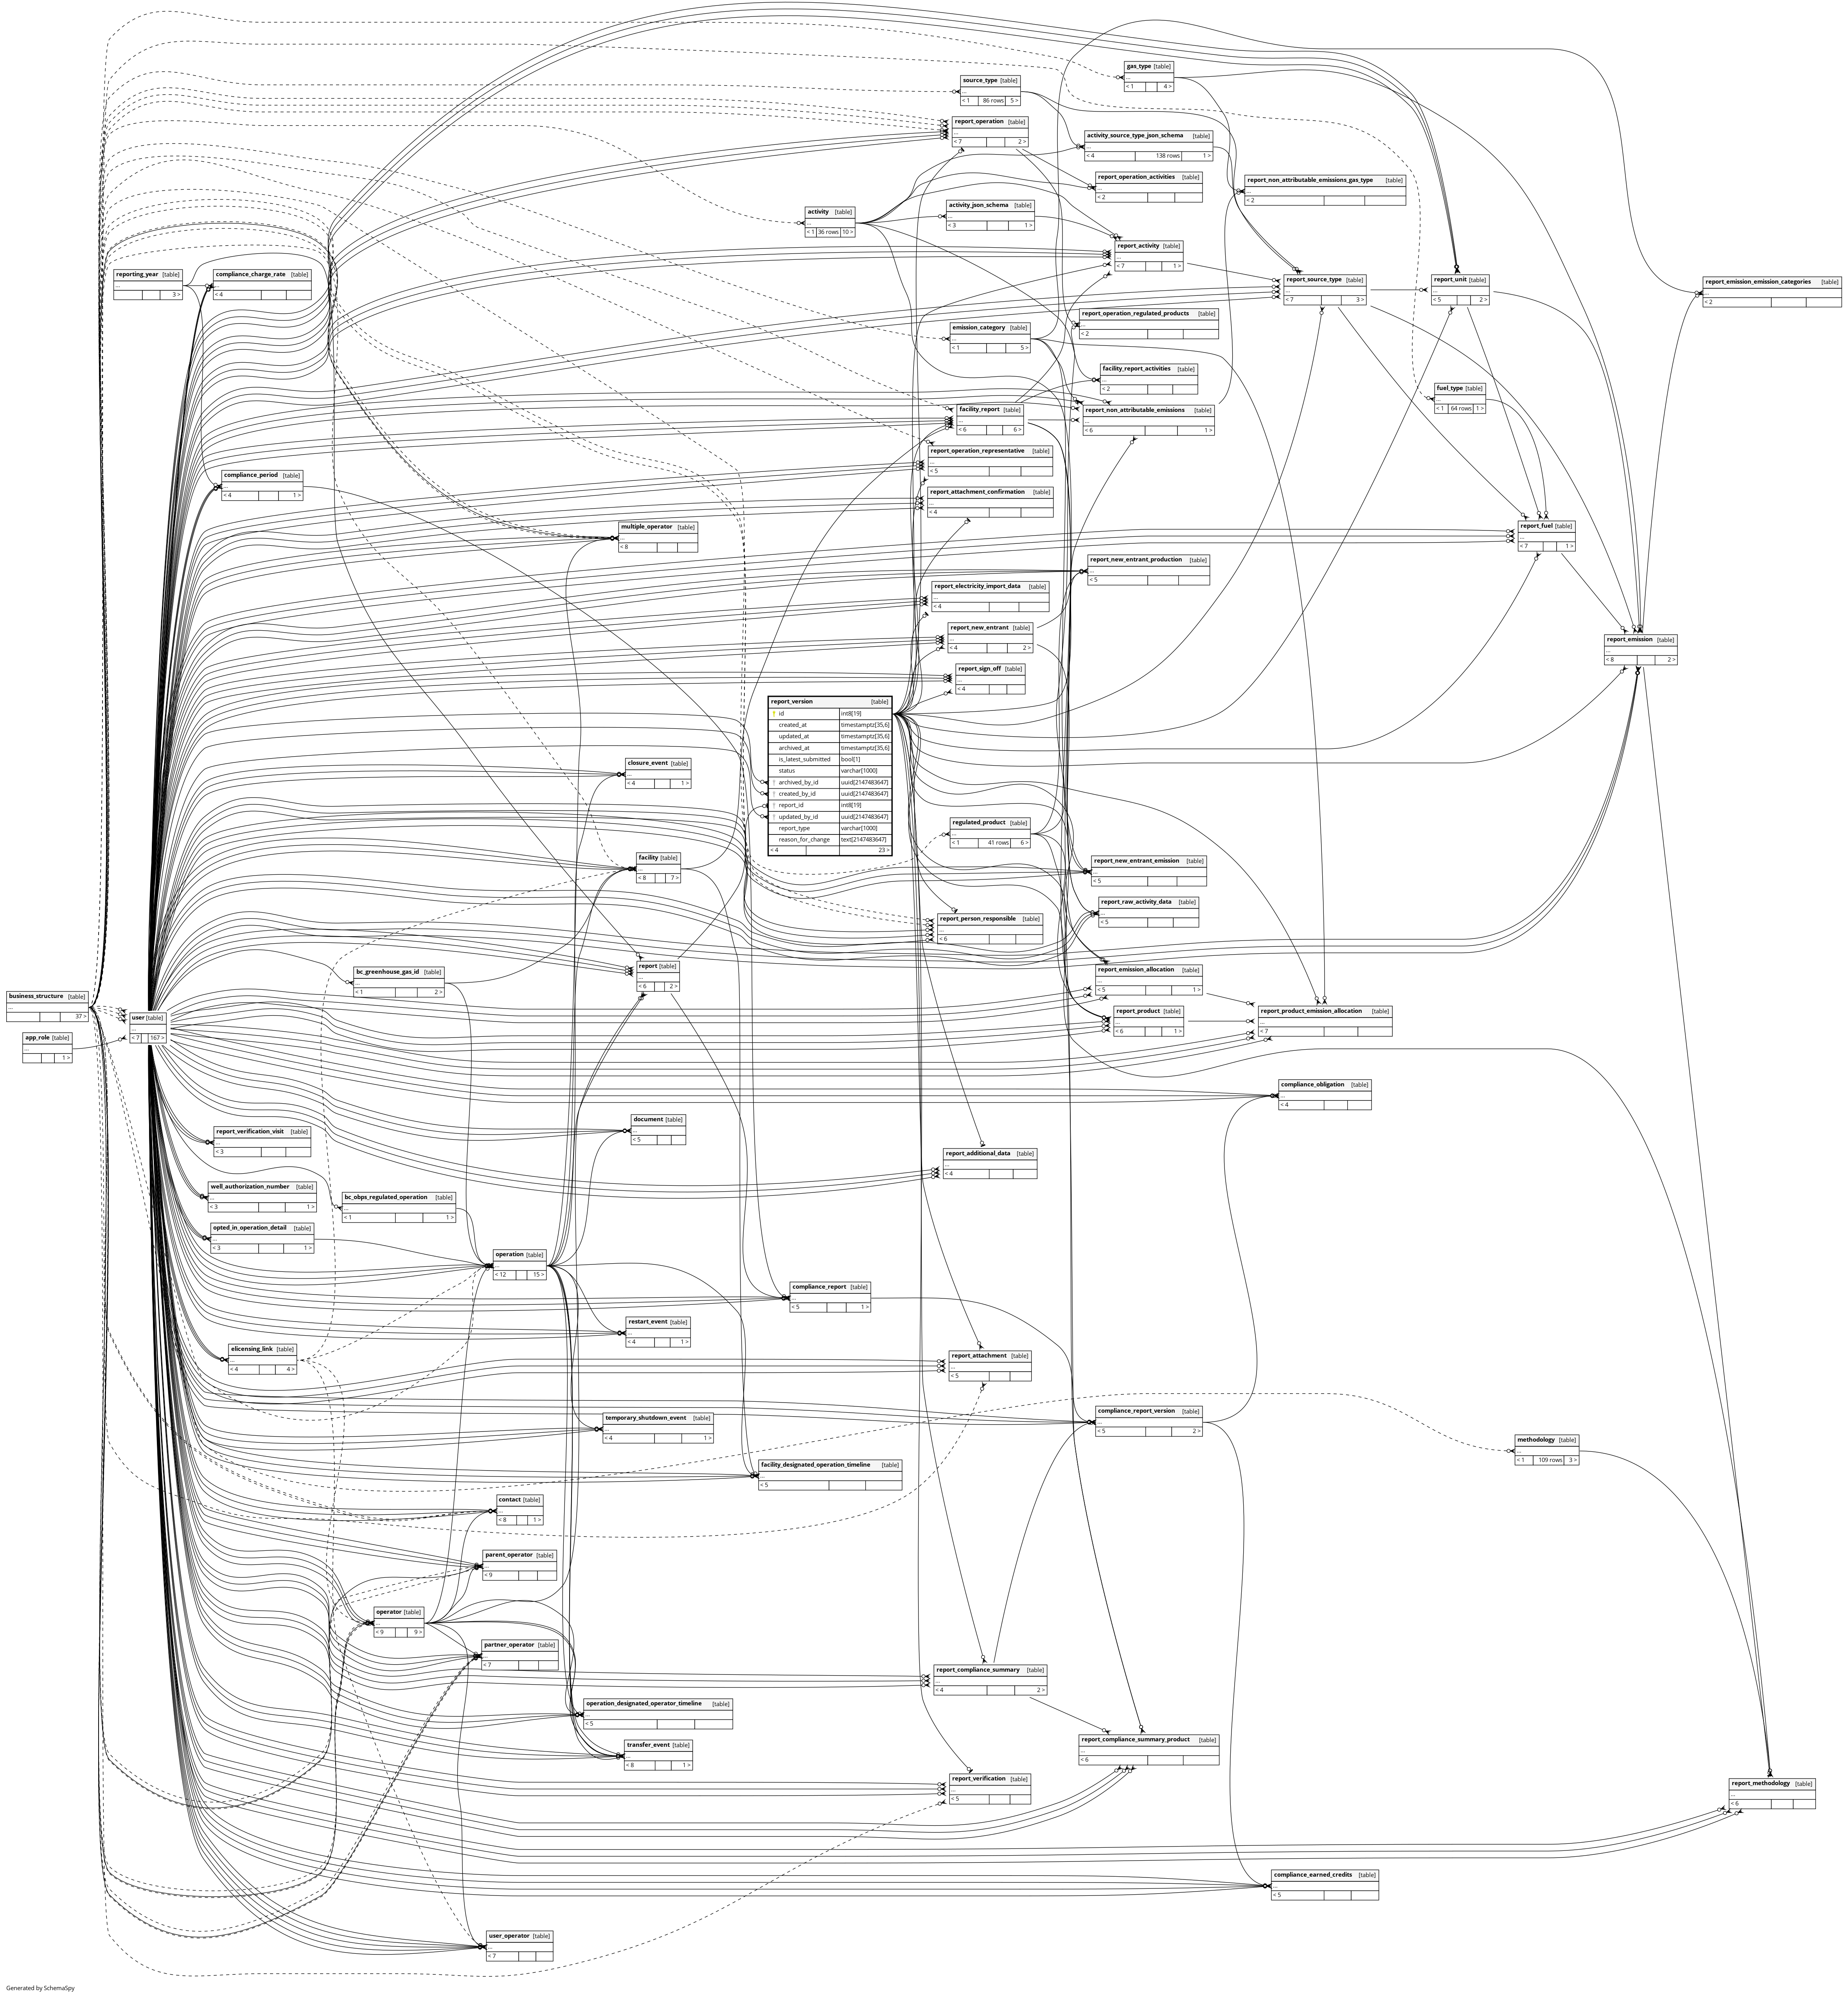 gas_type [table]
...
< 1 4 >
source_type [table]
...
< 1 86 rows 5 >
report_operation [table]
...
< 7 2 >
activity_source_type_json_schema [table]
...
< 4 138 rows 1 >
report_operation_activities [table]
...
< 2
report_non_attributable_emissions_gas_type [table]
...
< 2
activity [table]
...
< 1 36 rows 10 >
activity_json_schema [table]
...
< 3 1 >
report_activity [table]
...
< 7 1 >
reporting_year [table]
...
3 >
compliance_charge_rate [table]
...
< 4
report_source_type [table]
...
< 7 3 >
report_unit [table]
...
< 5 2 >
report_emission_emission_categories [table]
...
< 2
report_operation_regulated_products [table]
...
< 2
emission_category [table]
...
< 1 5 >
facility_report_activities [table]
...
< 2
fuel_type [table]
...
< 1 64 rows 1 >
facility_report [table]
...
< 6 6 >
report_non_attributable_emissions [table]
...
< 6 1 >
report_operation_representative [table]
...
< 5
compliance_period [table]
...
< 4 1 >
report_attachment_confirmation [table]
...
< 4
multiple_operator [table]
...
< 8
report_fuel [table]
...
< 7 1 >
report_new_entrant_production [table]
...
< 5
report_electricity_import_data [table]
...
< 4
report_new_entrant [table]
...
< 4 2 >
report_emission [table]
...
< 8 2 >
report_sign_off [table]
...
< 4
report_version [table]
id int8[19]
created_at timestamptz[35,6]
updated_at timestamptz[35,6]
archived_at timestamptz[35,6]
is_latest_submitted bool[1]
status varchar[1000]
archived_by_id uuid[2147483647]
created_by_id uuid[2147483647]
report_id int8[19]
updated_by_id uuid[2147483647]
report_type varchar[1000]
reason_for_change text[2147483647]
< 4 23 >
closure_event [table]
...
< 4 1 >
regulated_product [table]
...
< 1 41 rows 6 >
facility [table]
...
< 8 7 >
report_new_entrant_emission [table]
...
< 5
report_raw_activity_data [table]
...
< 5
report_person_responsible [table]
...
< 6
report [table]
...
< 6 2 >
bc_greenhouse_gas_id [table]
...
< 1 2 >
report_emission_allocation [table]
...
< 5 1 >
business_structure [table]
...
37 >
user [table]
...
< 7 167 >
report_product [table]
...
< 6 1 >
report_product_emission_allocation [table]
...
< 7
app_role [table]
...
1 >
compliance_obligation [table]
...
< 4
document [table]
...
< 5
report_verification_visit [table]
...
< 3
report_additional_data [table]
...
< 4
well_authorization_number [table]
...
< 3 1 >
bc_obps_regulated_operation [table]
...
< 1 1 >
opted_in_operation_detail [table]
...
< 3 1 >
operation [table]
...
< 12 15 >
compliance_report [table]
...
< 5 1 >
restart_event [table]
...
< 4 1 >
elicensing_link [table]
...
< 4 4 >
report_attachment [table]
...
< 5
compliance_report_version [table]
...
< 5 2 >
temporary_shutdown_event [table]
...
< 4 1 >
methodology [table]
...
< 1 109 rows 3 >
facility_designated_operation_timeline [table]
...
< 5
contact [table]
...
< 8 1 >
parent_operator [table]
...
< 9
operator [table]
...
< 9 9 >
partner_operator [table]
...
< 7
report_compliance_summary [table]
...
< 4 2 >
operation_designated_operator_timeline [table]
...
< 5
report_compliance_summary_product [table]
...
< 6
transfer_event [table]
...
< 8 1 >
report_verification [table]
...
< 5
report_methodology [table]
...
< 6
compliance_earned_credits [table]
...
< 5
user_operator [table]
...
< 7
Generated by SchemaSpy